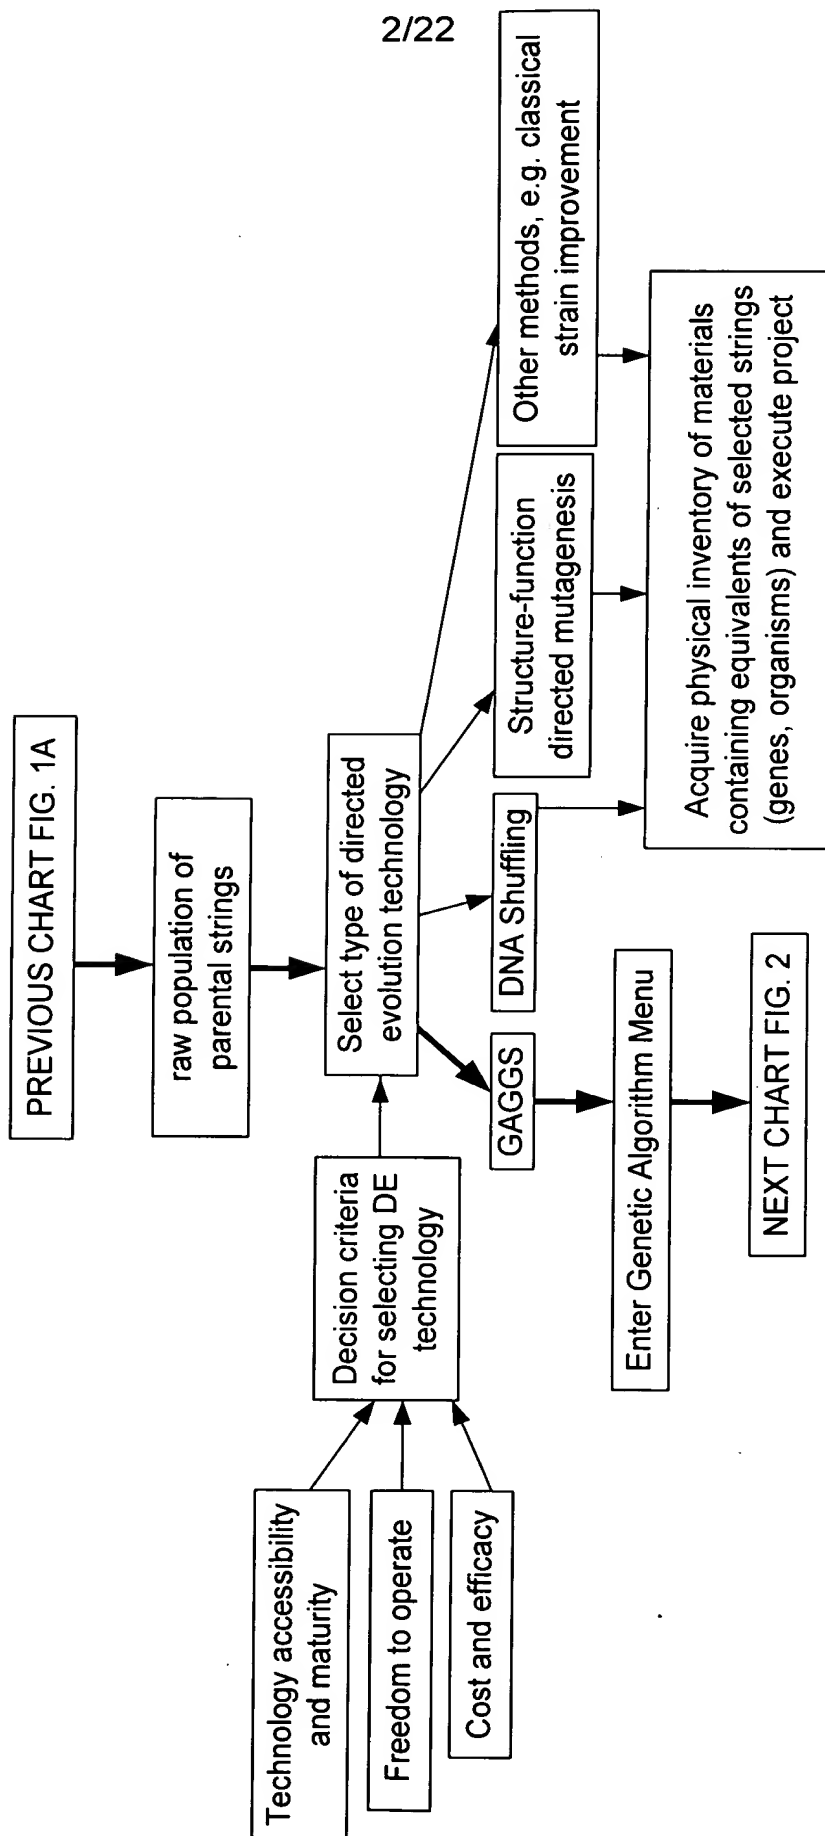 2/22
PREVIOUS CHART FIG. 1A
raw population of
parental strings
Technology accessibility
and maturity
Freedom to operate
Cost and efficacy
Decision criteria
for selecting DE
technology
Select type of directed
evolution technology
GAGGS
DNA Shuffling
Structure-function
directed mutagenesis
Other methods, e.g. classical
strain improvement
Enter Genetic Algorithm Menu
NEXT CHART FIG. 2
Acquire physical inventory of materials
containing equivalents of selected strings
(genes, organisms) and execute project